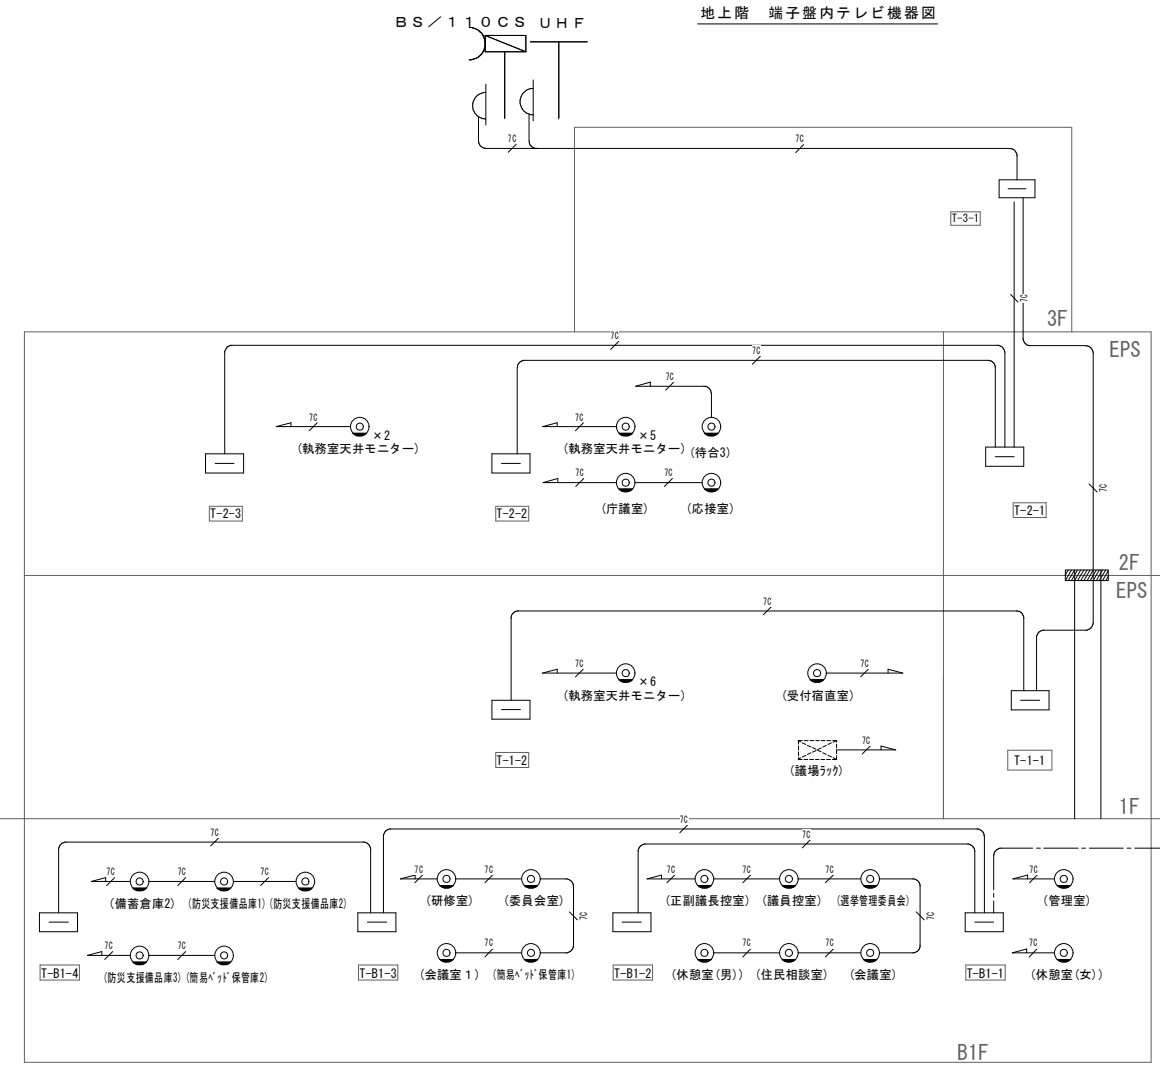 地上階　端子盤内テレビ機器図
BS／110CS UHF
7C
7C
T-3-1
7C
3F
7C
EPS
7C
7C
7C
×2
(執務室天井モニター)
7C
×5
(執務室天井モニター)
(待合3)
7C
7C
(庁議室)
(応接室)
7C
T-2-3
T-2-2
T-2-1
2F
EPS
7C
7C
×6
(執務室天井モニター)
7C
(受付宿直室)
7C
(議場ラック)
T-1-2
T-1-1
1F
7C
7C
7C
7C
7C
7C
(備蓄倉庫2)
(防災支援備品庫1)
(防災支援備品庫2)
7C
7C
(研修室)
(委員会室)
7C
7C
7C
7C
(正副議長控室)
(議員控室)
(選挙管理委員会)
7C
7C
(管理室)
7C
7C
(防災支援備品庫3)
(簡易ベッド保管庫2)
7C
(会議室１)
(簡易ベッド保管庫1)
7C
7C
(休憩室(男))
(住民相談室)
(会議室)
7C
(休憩室(女))
T-B1-4
T-B1-3
T-B1-2
T-B1-1
B1F